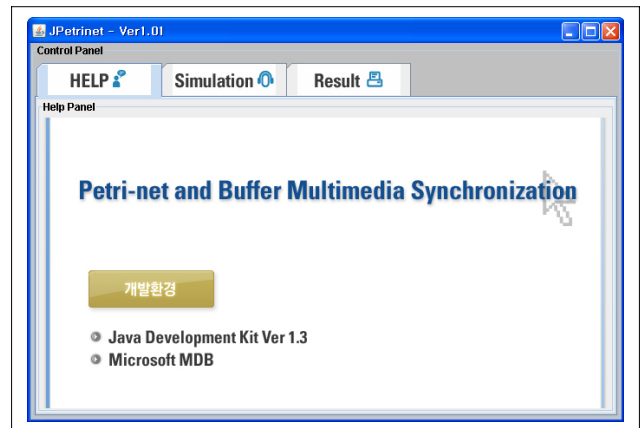 JPetrinet - Ver1.01
Control Panel
HELP Simulation Result
Help Panel
Petri-net and Buffer Multimedia Synchronization
개발환경
Java Development Kit Ver 1.3
Microsoft MDB